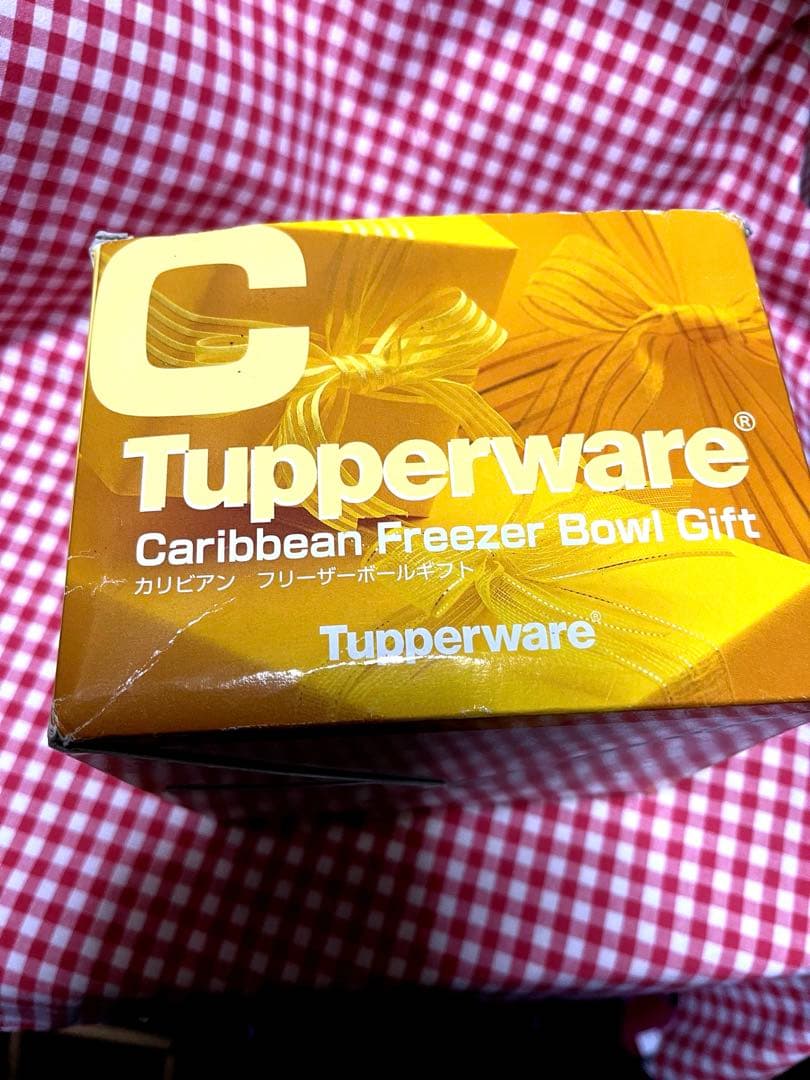 C
Tupperware®
Caribbean Freezer Bowl Gift
カリビアン フリーザーボールギフト
Tupperware®